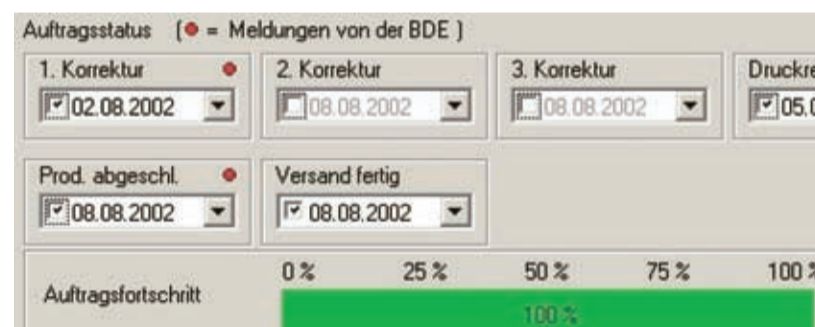 Auftragsstatus ( = Meldungen von der BDE )
1. Korrektur 2. Korrektur 3. Korrektur
02.08.2002 08.08.2002 08.08.2002
Prod. abgeschl. Versand fertig
08.08.2002 08.08.2002
0 % 25 % 50 % 75 % 100 %
Auftragsfortschritt
100 %